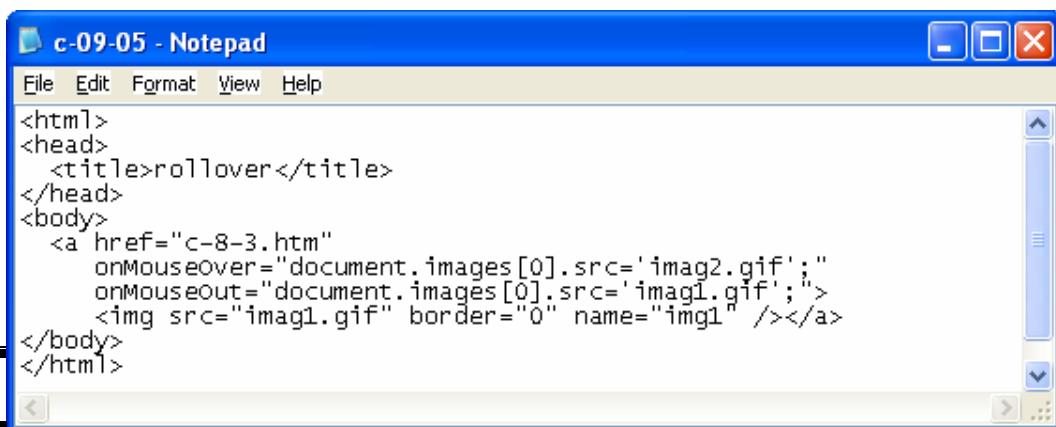 c-09-05 - Notepad
File Edit Format View Help
<html>
<head>
  <title>rollover</title>
</head>
<body>
  <a href="c-8-3.htm"
     onMouseOver="document.images[0].src='imag2.gif';"
     onMouseOut="document.images[0].src='imag1.gif';">
     <img src="imag1.gif" border="0" name="img1" /></a>
</body>
</html>